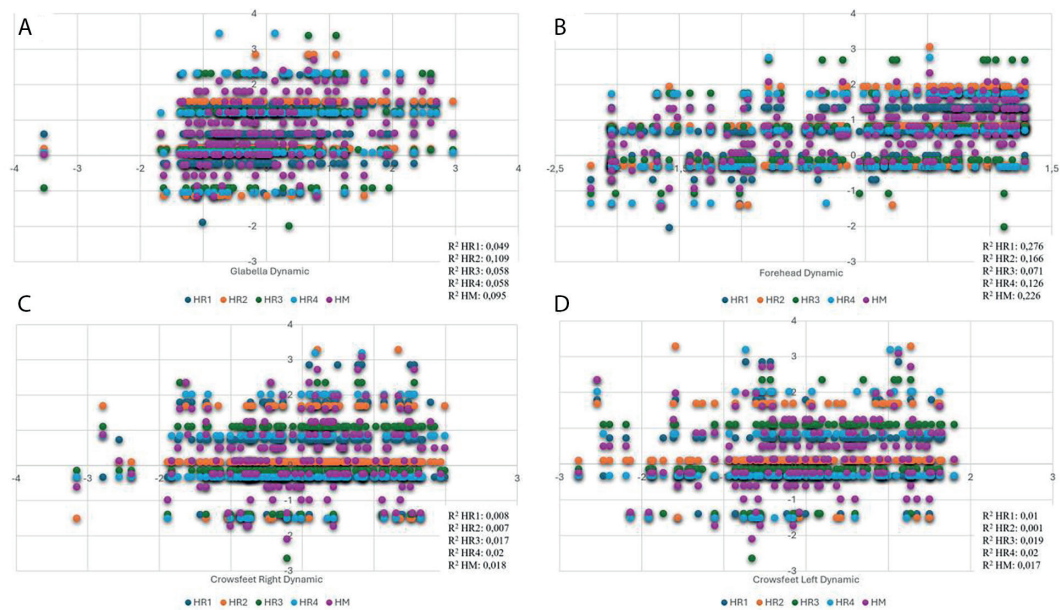 A
4
3
2
1
0
-4
-3
-2
-1
0
1
2
3
4
-1
-2
-3
Glabella Dynamic
R² HR1: 0,049
R² HR2: 0,109
R² HR3: 0,058
R² HR4: 0,058
R² HM: 0,095
HR1 HR2 HR3 HR4 HM
B
4
3
2
0
-2,5
-1,5
1,5
-1
-2
-3
Forehead Dynamic
R² HR1: 0,276
R² HR2: 0,166
R² HR3: 0,071
R² HR4: 0,126
R² HM: 0,226
HR1 HR2 HR3 HR4 HM
C
4
3
2
-4
-3
-2
2
3
-1
-2
-3
Crowsfeet Right Dynamic
R² HR1: 0,008
R² HR2: 0,007
R² HR3: 0,017
R² HR4: 0,02
R² HM: 0,018
HR1 HR2 HR3 HR4 HM
D
4
3
2
-3
-2
2
3
-1
-2
-3
Crowsfeet Left Dynamic
R² HR1: 0,01
R² HR2: 0,001
R² HR3: 0,019
R² HR4: 0,02
R² HM: 0,017
HR1 HR2 HR3 HR4 HM